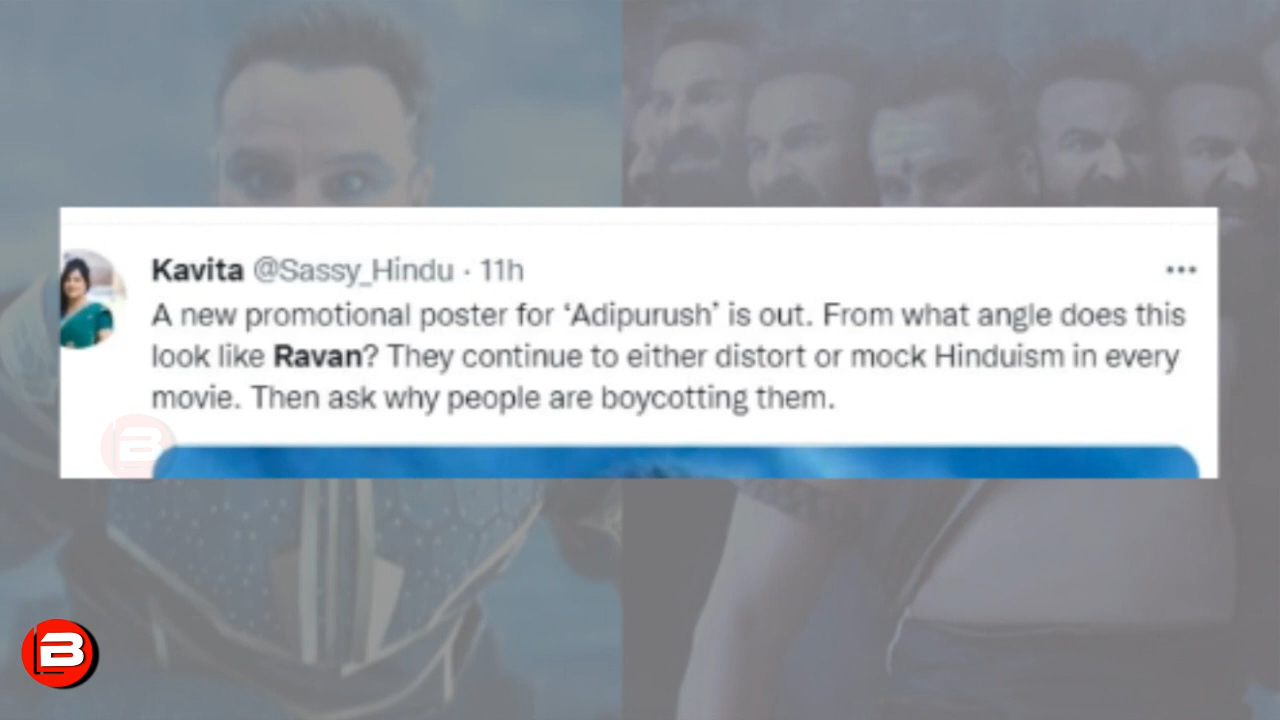 Kavita @Sassy_Hindu · 11h
A new promotional poster for ‘Adipurush’ is out. From what angle does this
look like Ravan? They continue to either distort or mock Hinduism in every
movie. Then ask why people are boycotting them.
B
B